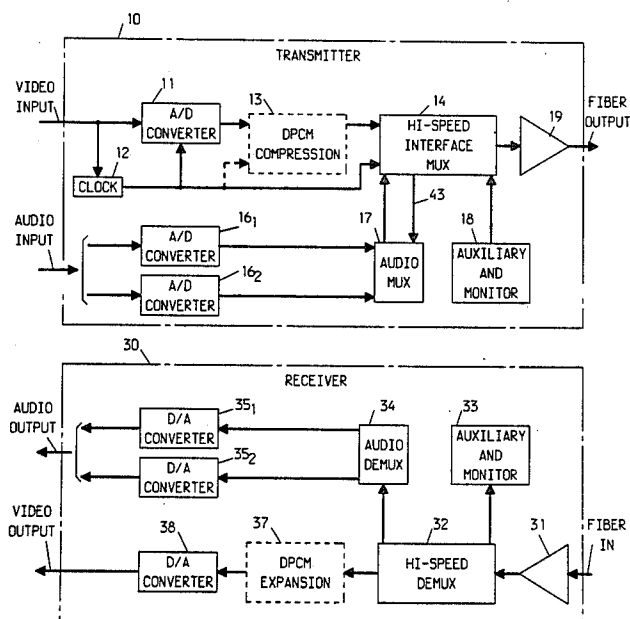 10
TRANSMITTER
VIDEO
INPUT
11
A/D
CONVERTER
12
CLOCK
13
DPCM
COMPRESSION
14
HI-SPEED
INTERFACE
MUX
19
FIBER
OUTPUT
43
AUDIO
INPUT
16₁
A/D
CONVERTER
16₂
A/D
CONVERTER
17
AUDIO
MUX
18
AUXILIARY
AND
MONITOR
30
RECEIVER
AUDIO
OUTPUT
35₁
D/A
CONVERTER
35₂
D/A
CONVERTER
34
AUDIO
DEMUX
33
AUXILIARY
AND
MONITOR
VIDEO
OUTPUT
38
D/A
CONVERTER
37
DPCM
EXPANSION
32
HI-SPEED
DEMUX
31
FIBER
IN